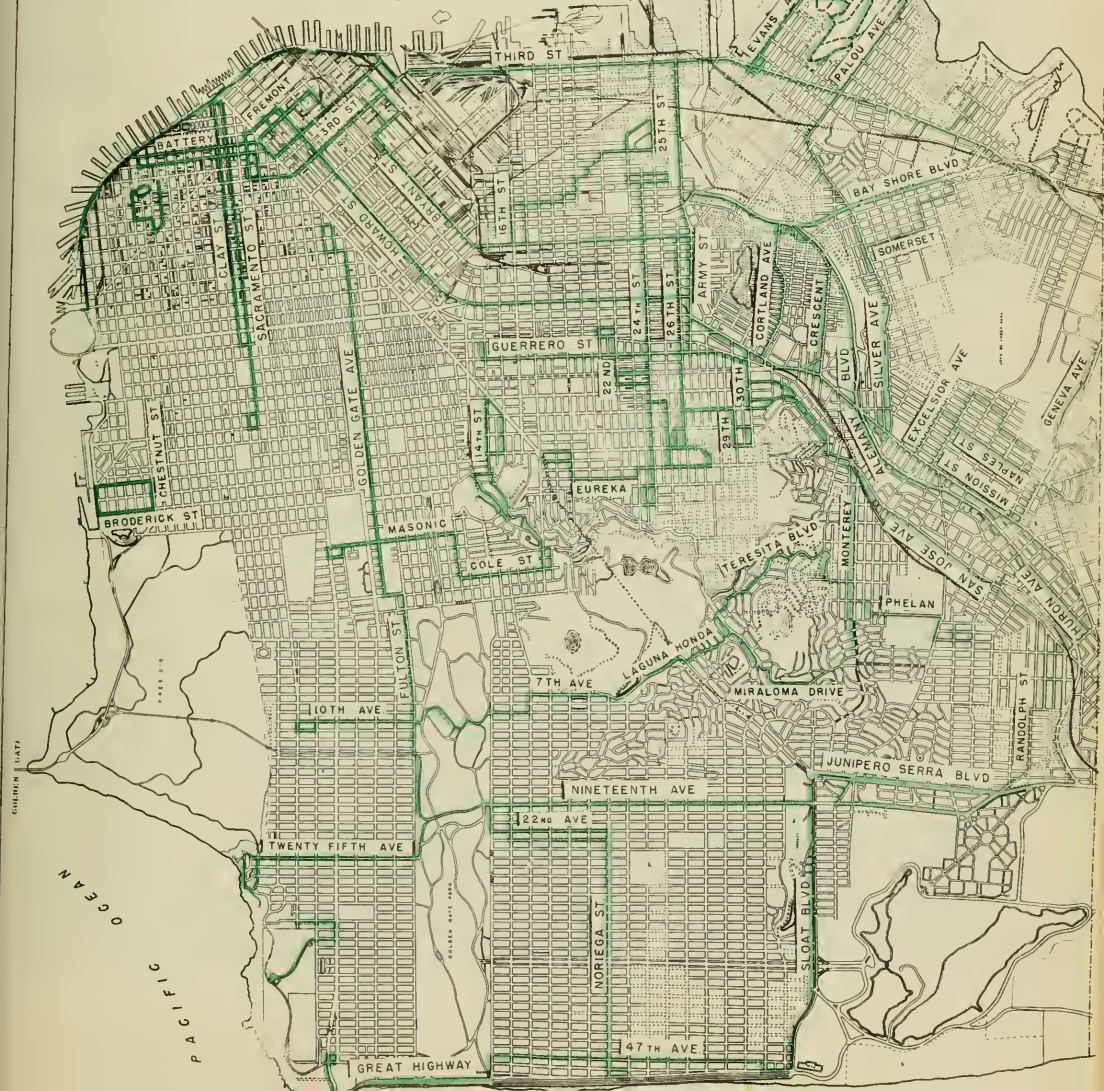 THIRD ST
EVANS
PALOU AVE
FREMONT
3RD ST
BATTERY
BRYANT ST
25TH ST
16TH ST
BAY SHORE BLVD
HOWARD ST
CLAY ST
SACRAMENTO ST
ARMY ST
SOMERSET
CORTLAND AVE
CRESCENT
24TH ST
26TH ST
GUERRERO ST
22ND
BLVD
SILVER AVE
EXCELSIOR AVE
GENEVA AVE
30TH
29TH
ALEMANY
NAPLES ST
MISSION ST
GOLDEN GATE AVE
14TH ST
CHESTNUT ST
BRODERICK ST
EUREKA
MASONIC
COLE ST
TERESITA BLVD
MONTEREY
SAN JOSE AVE
HURON AVE
PHELAN
FULTON ST
LAGUNA HONDA
7TH AVE
MIRALOMA DRIVE
10TH AVE
RANDOLPH ST
JUNIPERO SERRA BLVD
NINETEENTH AVE
22ND AVE
TWENTY FIFTH AVE
GOLDEN GATE
GOLDEN GATE PARK
NORIEGA ST
SLOAT BLVD
PACIFIC OCEAN
47TH AVE
GREAT HIGHWAY